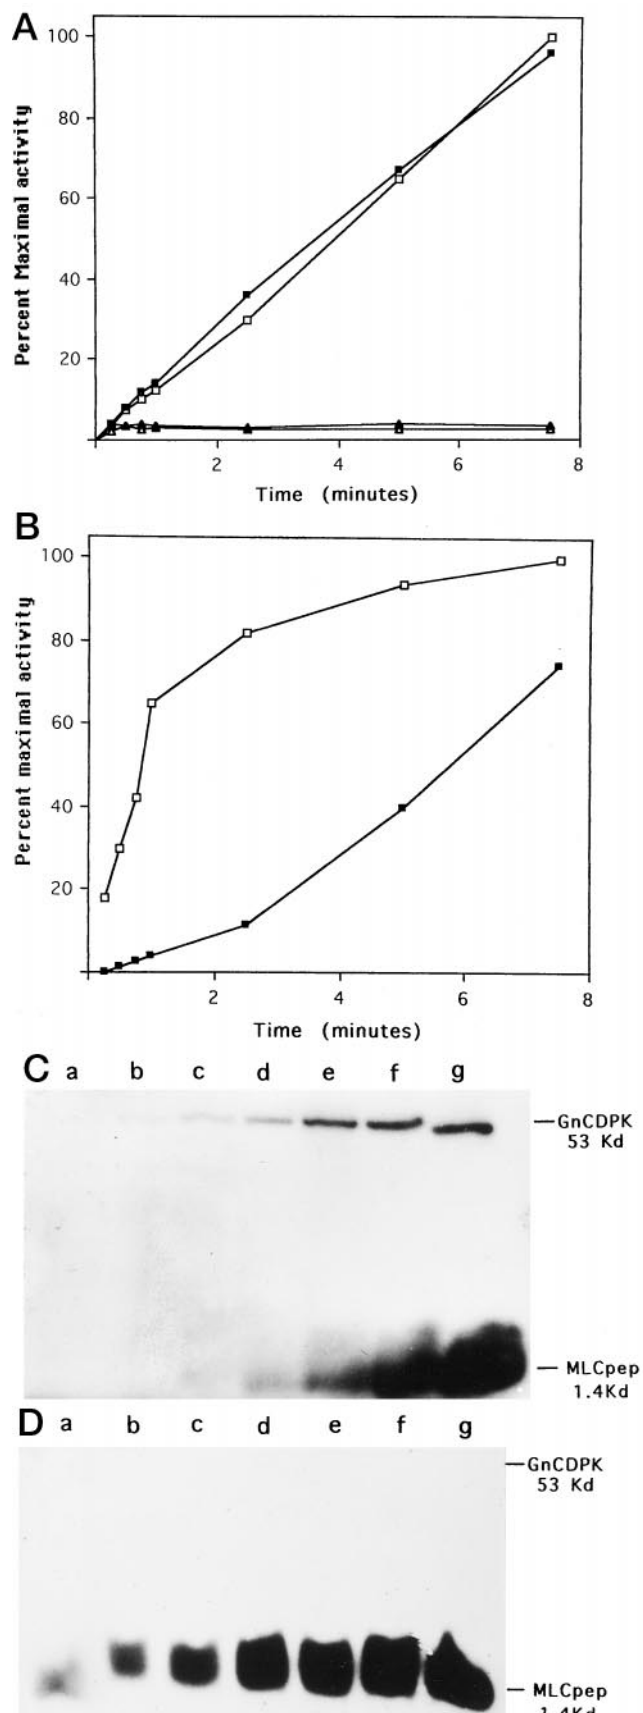 A
100
80
60
40
20
Percent Maximal activity
2 4 6 8
Time (minutes)
B
100
80
60
40
20
Percent maximal activity
2 4 6 8
Time (minutes)
C a b c d e f g
GnCDPK
53 Kd
MLCpep
1.4Kd
D a b c d e f g
GnCDPK
53 Kd
MLCpep
1.4Kd